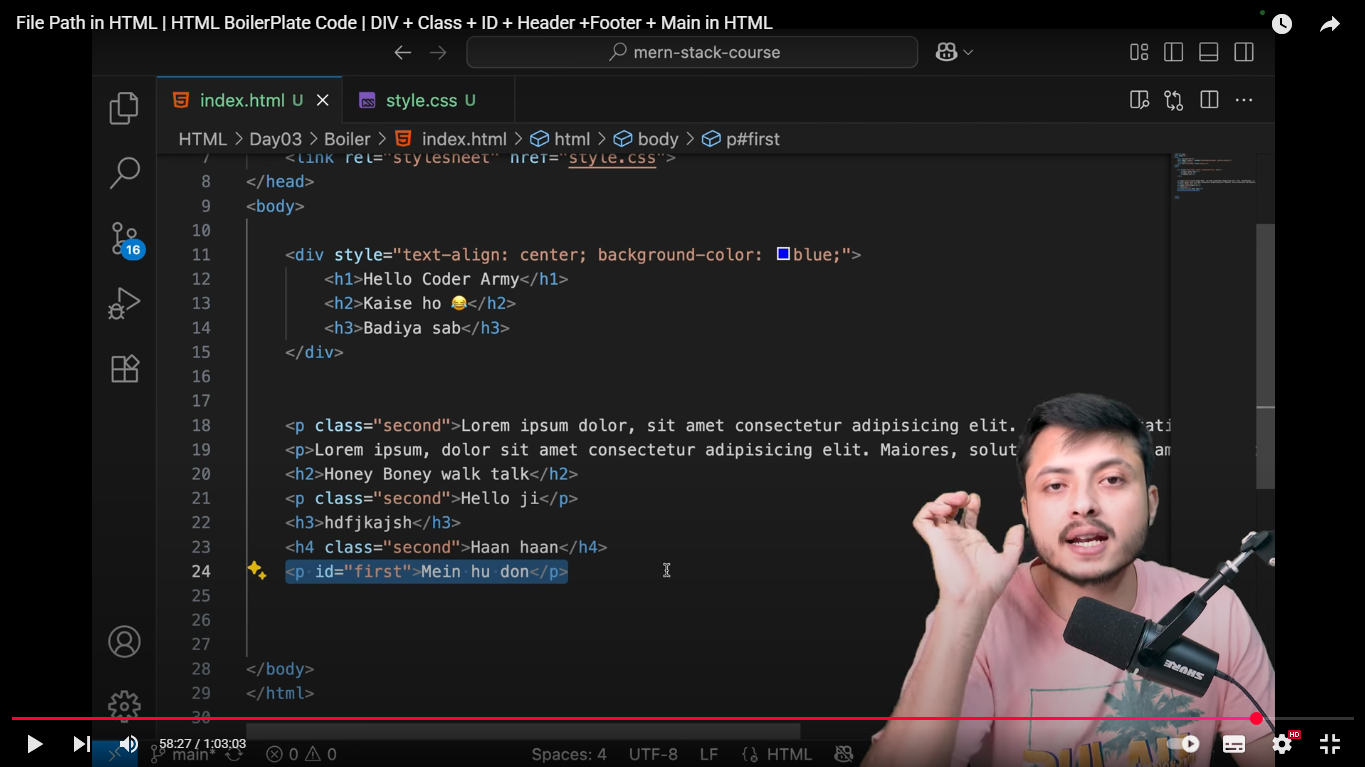 File Path in HTML | HTML BoilerPlate Code | DIV + Class + ID + Header +Footer + Main in HTML
mern-stack-course
index.html U
style.css U
HTML > Day03 > Boiler > index.html > html > body > p#first
7 <link rel="stylesheet" href="style.css">
8 </head>
9 <body>
10
11 <div style="text-align: center; background-color: blue;">
12 <h1>Hello Coder Army</h1>
13 <h2>Kaise ho 😂</h2>
14 <h3>Badiya sab</h3>
15 </div>
16
17
18 <p class="second">Lorem ipsum dolor, sit amet consectetur adipisicing elit.
19 <p>Lorem ipsum, dolor sit amet consectetur adipisicing elit. Maiores, solut
20 <h2>Honey Boney walk talk</h2>
21 <p class="second">Hello ji</p>
22 <h3>hdfjkajsh</h3>
23 <h4 class="second">Haan haan</h4>
24 <p id="first">Mein hu don</p>
25
26
27
28 </body>
29 </html>
30
16
SHURE
58:27 / 1:03:03
HD
main*
0 0
Spaces: 4
UTF-8
LF
{} HTML